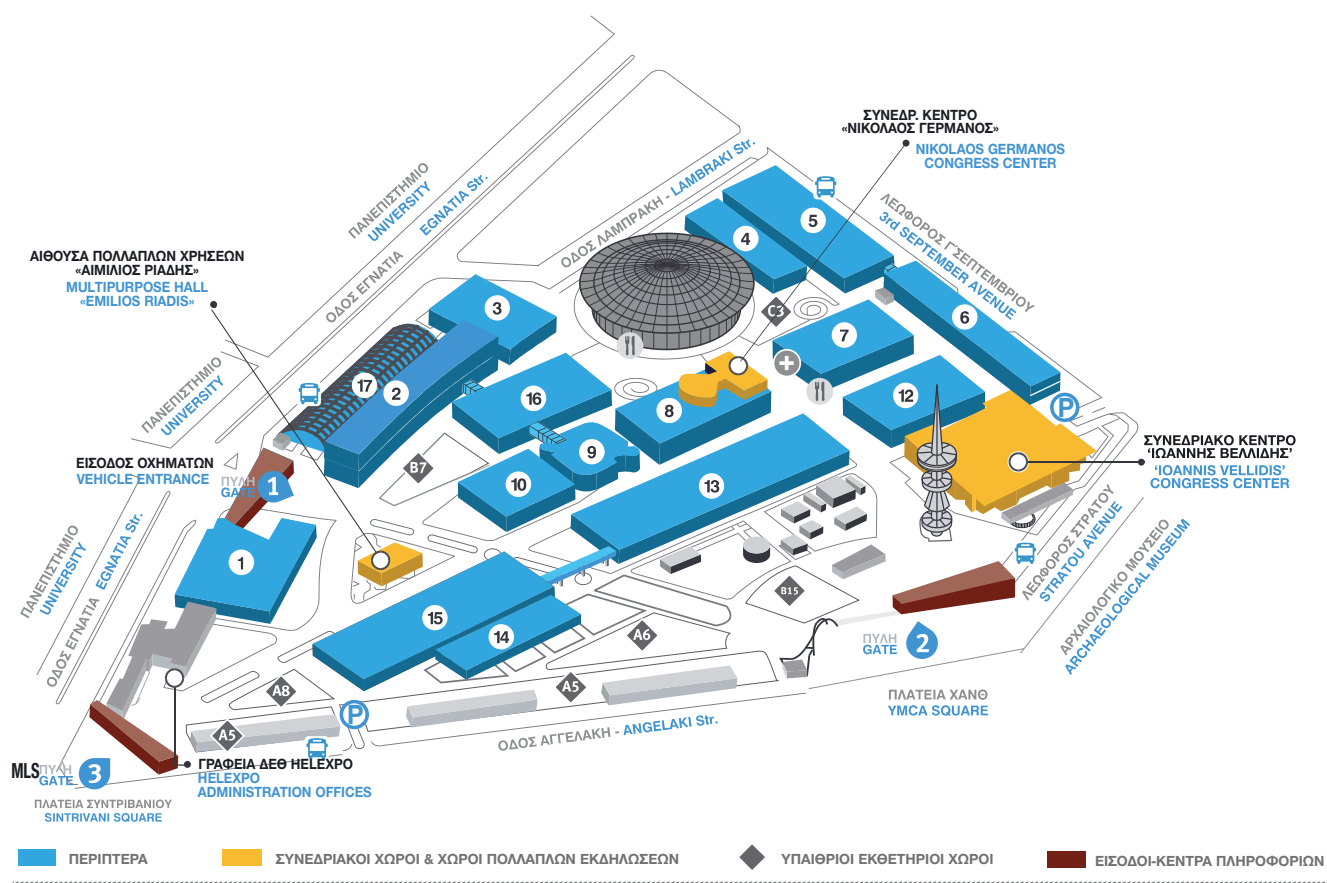 ΣΥΝΕΔΡ. ΚΕΝΤΡΟ
«ΝΙΚΟΛΑΟΣ ΓΕΡΜΑΝΟΣ»
NIKOLAOS GERMANOS
CONGRESS CENTER
ΟΔΟΣ ΛΑΜΠΡΑΚΗ - LAMBRAKI Str.
ΠΑΝΕΠΙΣΤΗΜΙΟ
UNIVERSITY
EGNATIA Str.
ΟΔΟΣ ΕΓΝΑΤΙΑ
ΛΕΩΦΟΡΟΣ Γ'ΣΕΠΤΕΜΒΡΙΟΥ
3rd SEPTEMBER AVENUE
ΑΙΘΟΥΣΑ ΠΟΛΛΑΠΛΩΝ ΧΡΗΣΕΩΝ
«ΑΙΜΙΛΙΟΣ ΡΙΑΔΗΣ»
MULTIPURPOSE HALL
«EMILIOS RIADIS»
5
4
3
C3
6
7
17
2
16
8
12
P
ΠΑΝΕΠΙΣΤΗΜΙΟ
UNIVERSITY
ΣΥΝΕΔΡΙΑΚΟ ΚΕΝΤΡΟ
‘ΙΩΑΝΝΗΣ ΒΕΛΛΙΔΗΣ’
‘IOANNIS VELLIDIS’
CONGRESS CENTER
ΕΙΣΟΔΟΣ ΟΧΗΜΑΤΩΝ
VEHICLE ENTRANCE
ΠΥΛΗ
GATE
1
B7
9
10
13
ΠΑΝΕΠΙΣΤΗΜΙΟ
UNIVERSITY
EGNATIA Str.
ΟΔΟΣ ΕΓΝΑΤΙΑ
1
ΛΕΩΦΟΡΟΣ ΣΤΡΑΤΟΥ
STRATOU AVENUE
ΑΡΧΑΙΟΛΟΓΙΚΟ ΜΟΥΣΕΙΟ
ARCHAEOLOGICAL MUSEUM
B15
15
14
A6
ΠΥΛΗ
GATE
2
A8
A5
ΠΛΑΤΕΙΑ ΧΑΝΘ
YMCA SQUARE
P
A5
ΟΔΟΣ ΑΓΓΕΛΑΚΗ - ANGELAKI Str.
MLS
ΠΥΛΗ
GATE
3
ΓΡΑΦΕΙΑ ΔΕΘ HELEXPO
HELEXPO
ADMINISTRATION OFFICES
ΠΛΑΤΕΙΑ ΣΥΝΤΡΙΒΑΝΙΟΥ
SINTRIVANI SQUARE
ΠΕΡΙΠΤΕΡΑ
ΣΥΝΕΔΡΙΑΚΟΙ ΧΩΡΟΙ & ΧΩΡΟΙ ΠΟΛΛΑΠΛΩΝ ΕΚΔΗΛΩΣΕΩΝ
ΥΠΑΙΘΡΙΟΙ ΕΚΘΕΤΗΡΙΟΙ ΧΩΡΟΙ
ΕΙΣΟΔΟΙ-ΚΕΝΤΡΑ ΠΛΗΡΟΦΟΡΙΩΝ